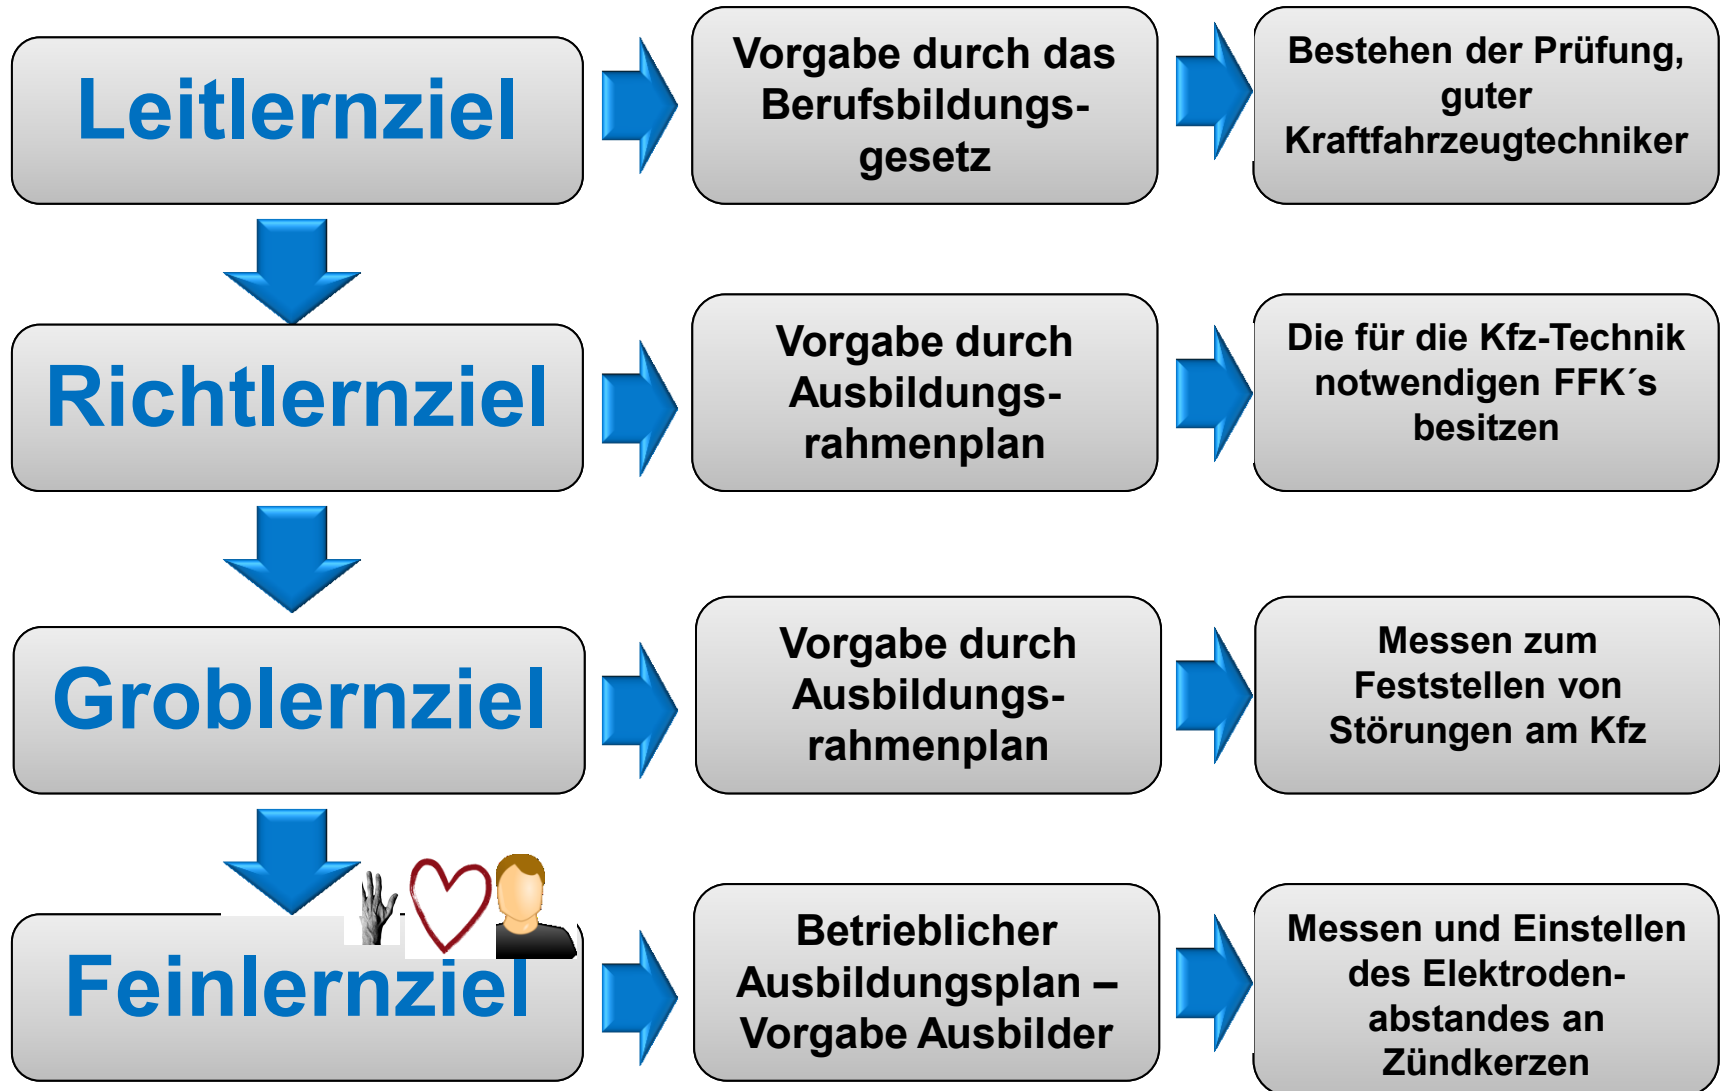 Leitlernziel
Vorgabe durch das
Berufsbildungs-
gesetz
Bestehen der Prüfung,
guter
Kraftfahrzeugtechniker
Richtlernziel
Vorgabe durch
Ausbildungs-
rahmenplan
Die für die Kfz-Technik
notwendigen FFK´s
besitzen
Groblernziel
Vorgabe durch
Ausbildungs-
rahmenplan
Messen zum
Feststellen von
Störungen am Kfz
Feinlernziel
Betrieblicher
Ausbildungsplan –
Vorgabe Ausbilder
Messen und Einstellen
des Elektroden-
abstandes an
Zündkerzen